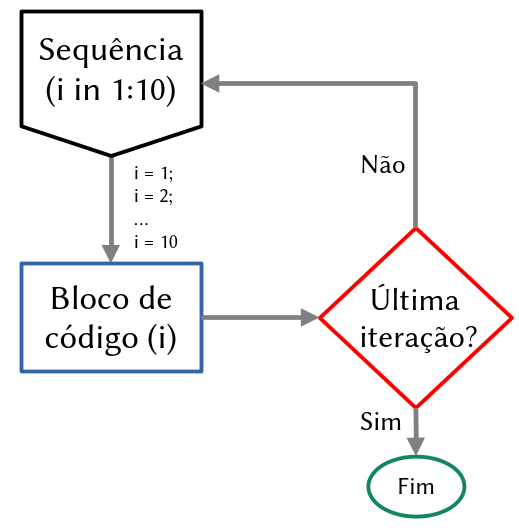 Sequência
(i in 1:10)
i = 1;
i = 2;
...
i = 10
Bloco de
código (i)
Última
iteração?
Não
Sim
Fim